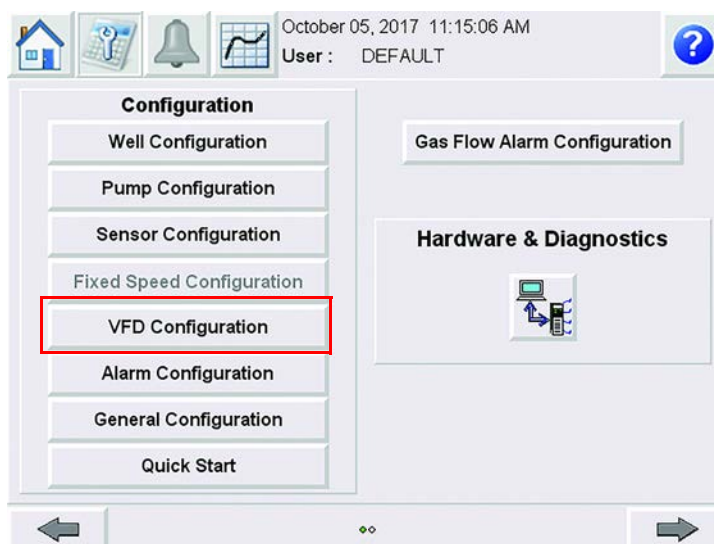 October 05, 2017 11:15:06 AM
User : DEFAULT
?
Configuration
Well Configuration
Pump Configuration
Sensor Configuration
Fixed Speed Configuration
VFD Configuration
Alarm Configuration
General Configuration
Quick Start
Gas Flow Alarm Configuration
Hardware & Diagnostics